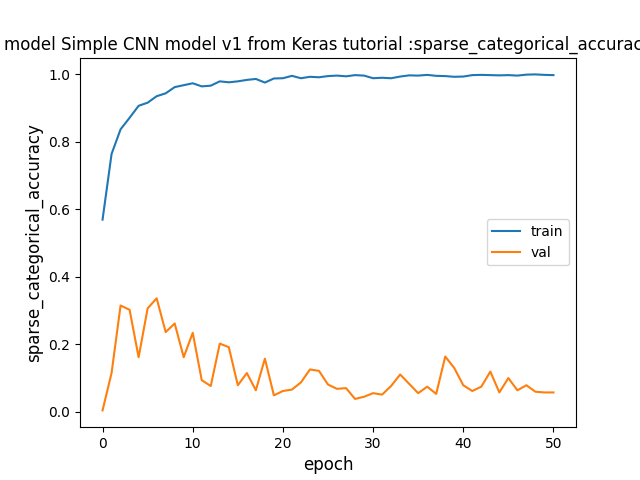 model Simple CNN model v1 from Keras tutorial :sparse_categorical_accurac
1.0
0.8
0.6
0.4
0.2
0.0
sparse_categorical_accuracy
train
val
0 10 20 30 40 50
epoch